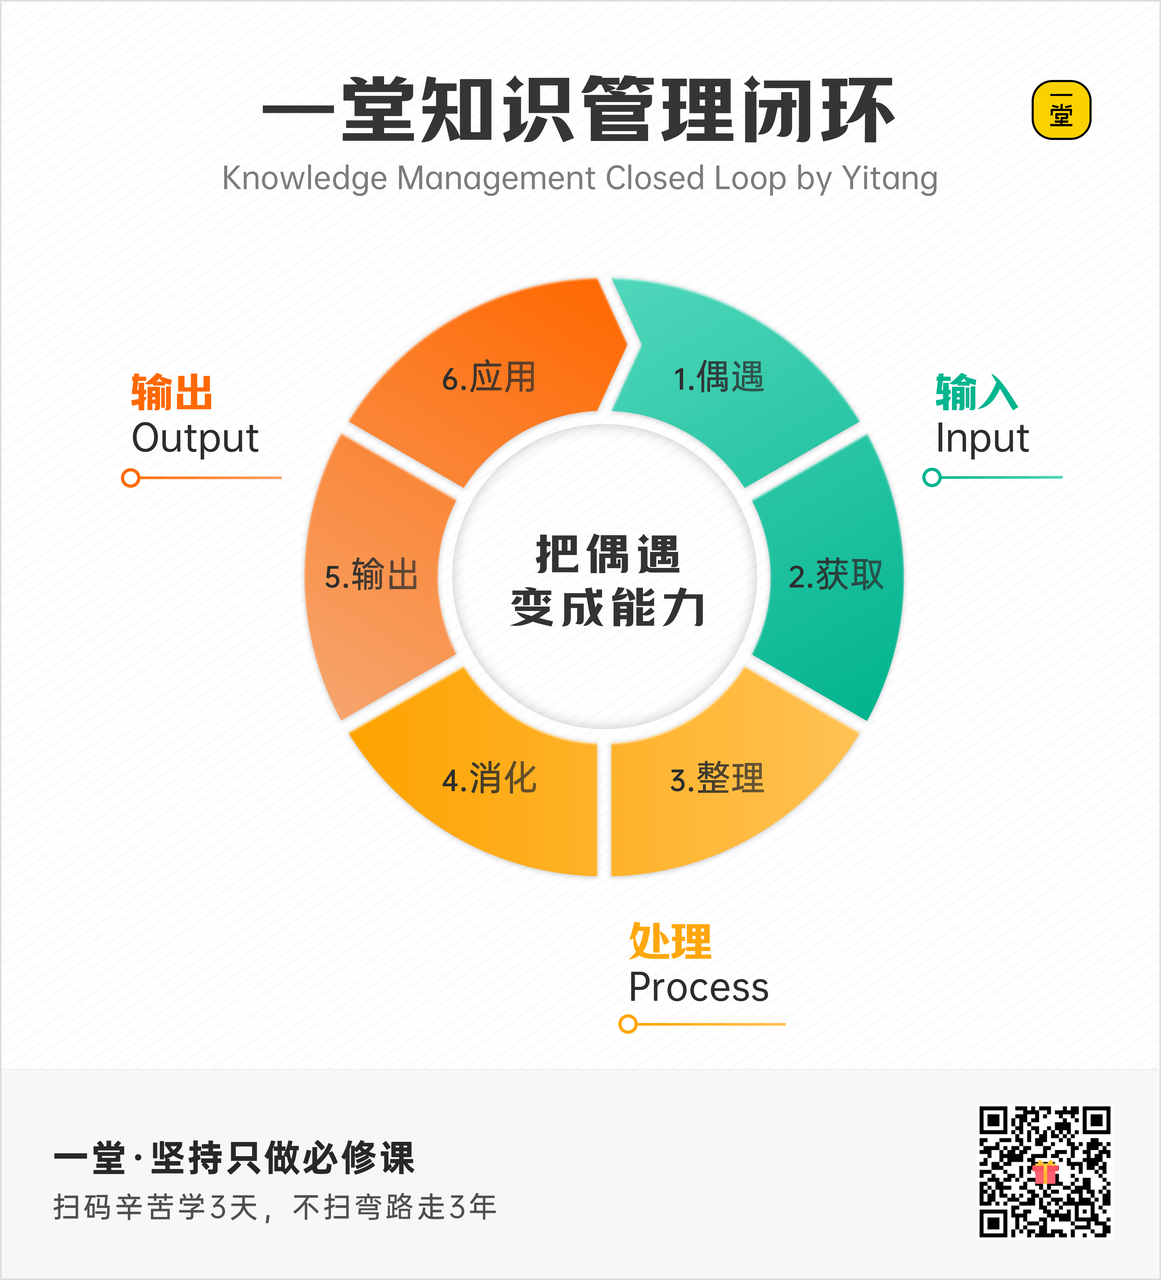 一堂知识管理闭环
Knowledge Management Closed Loop by Yitang
一
堂
6.应用
1.偶遇
输出
Output
输入
Input
把偶遇
变成能力
5.输出
2.获取
4.消化
3.整理
处理
Process
一堂·坚持只做必修课
扫码辛苦学3天，不扫弯路走3年